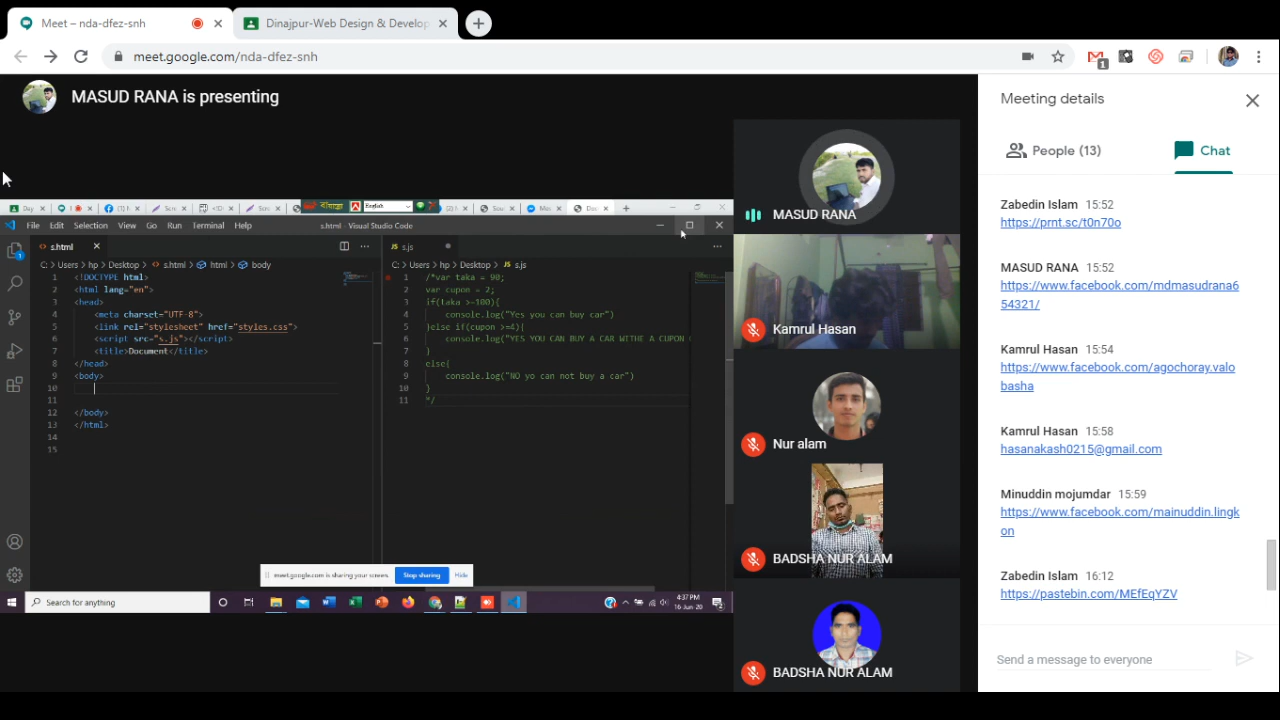 Meet – nda-dfez-snh
Dinajpur-Web Design & Develop
meet.google.com/nda-dfez-snh
1
MASUD RANA is presenting
Meeting details
People (13)
Chat
বাংলা
English
File Edit Selection View Go Run Terminal Help
s.html - Visual Studio Code
s.html
C: > Users > hp > Desktop > s.html > html > body
1 <!DOCTYPE html>
2 <html lang="en">
3 <head>
4 <meta charset="UTF-8">
5 <link rel="stylesheet" href="styles.css">
6 <script src="s.js"></script>
7 <title>Document</title>
8 </head>
9 <body>
10
11
12 </body>
13 </html>
14
15
JS s.js
C: > Users > hp > Desktop > JS s.js
1 /*var taka = 90;
2 var cupon = 2;
3 if(taka >=100){
4 console.log("Yes you can buy car")
5 }else if(cupon >=4){
6 console.log("YES YOU CAN BUY A CAR WITHE A CUPON
7 }
8 else{
9 console.log("NO yo can not buy a car")
10 }
11 */
1
meet.google.com is sharing your screen.
Stop sharing
Hide
Search for anything
4:37 PM
16-Jun-20
2
MASUD RANA
Kamrul Hasan
Nur alam
BADSHA NUR ALAM
BADSHA NUR ALAM
Zabedin Islam 15:52
https://prnt.sc/t0n70o
MASUD RANA 15:52
https://www.facebook.com/mdmasudrana6
54321/
Kamrul Hasan 15:54
https://www.facebook.com/agochoray.valo
basha
Kamrul Hasan 15:58
hasanakash0215@gmail.com
Minuddin mojumdar 15:59
https://www.facebook.com/mainuddin.lingk
on
Zabedin Islam 16:12
https://pastebin.com/MEfEqYZV
Send a message to everyone